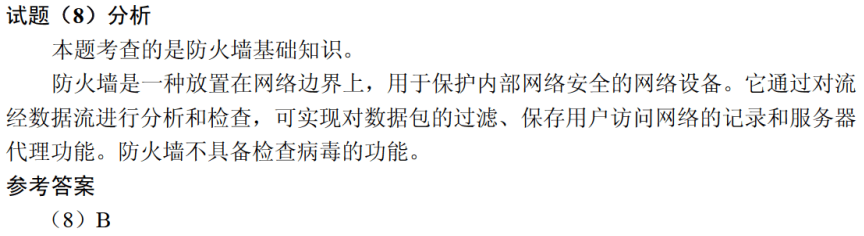 试题（8）分析
本题考查的是防火墙基础知识。
防火墙是一种放置在网络边界上，用于保护内部网络安全的网络设备。它通过对流
经数据流进行分析和检查，可实现对数据包的过滤、保存用户访问网络的记录和服务器
代理功能。防火墙不具备检查病毒的功能。
参考答案
（8）B